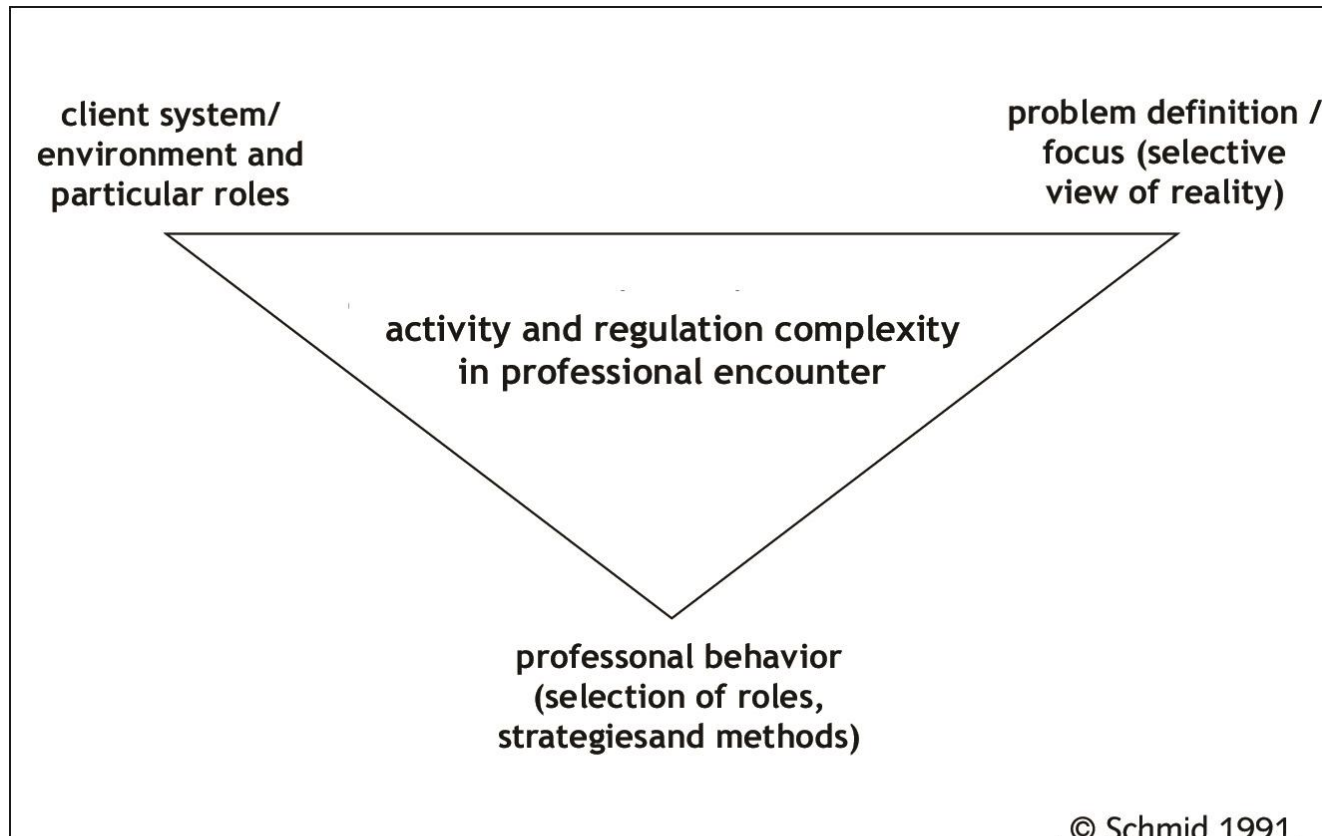 client system/
environment and
particular roles
problem definition /
focus (selective
view of reality)
activity and regulation complexity
in professional encounter
professonal behavior
(selection of roles,
strategiesand methods)
© Schmid 1991